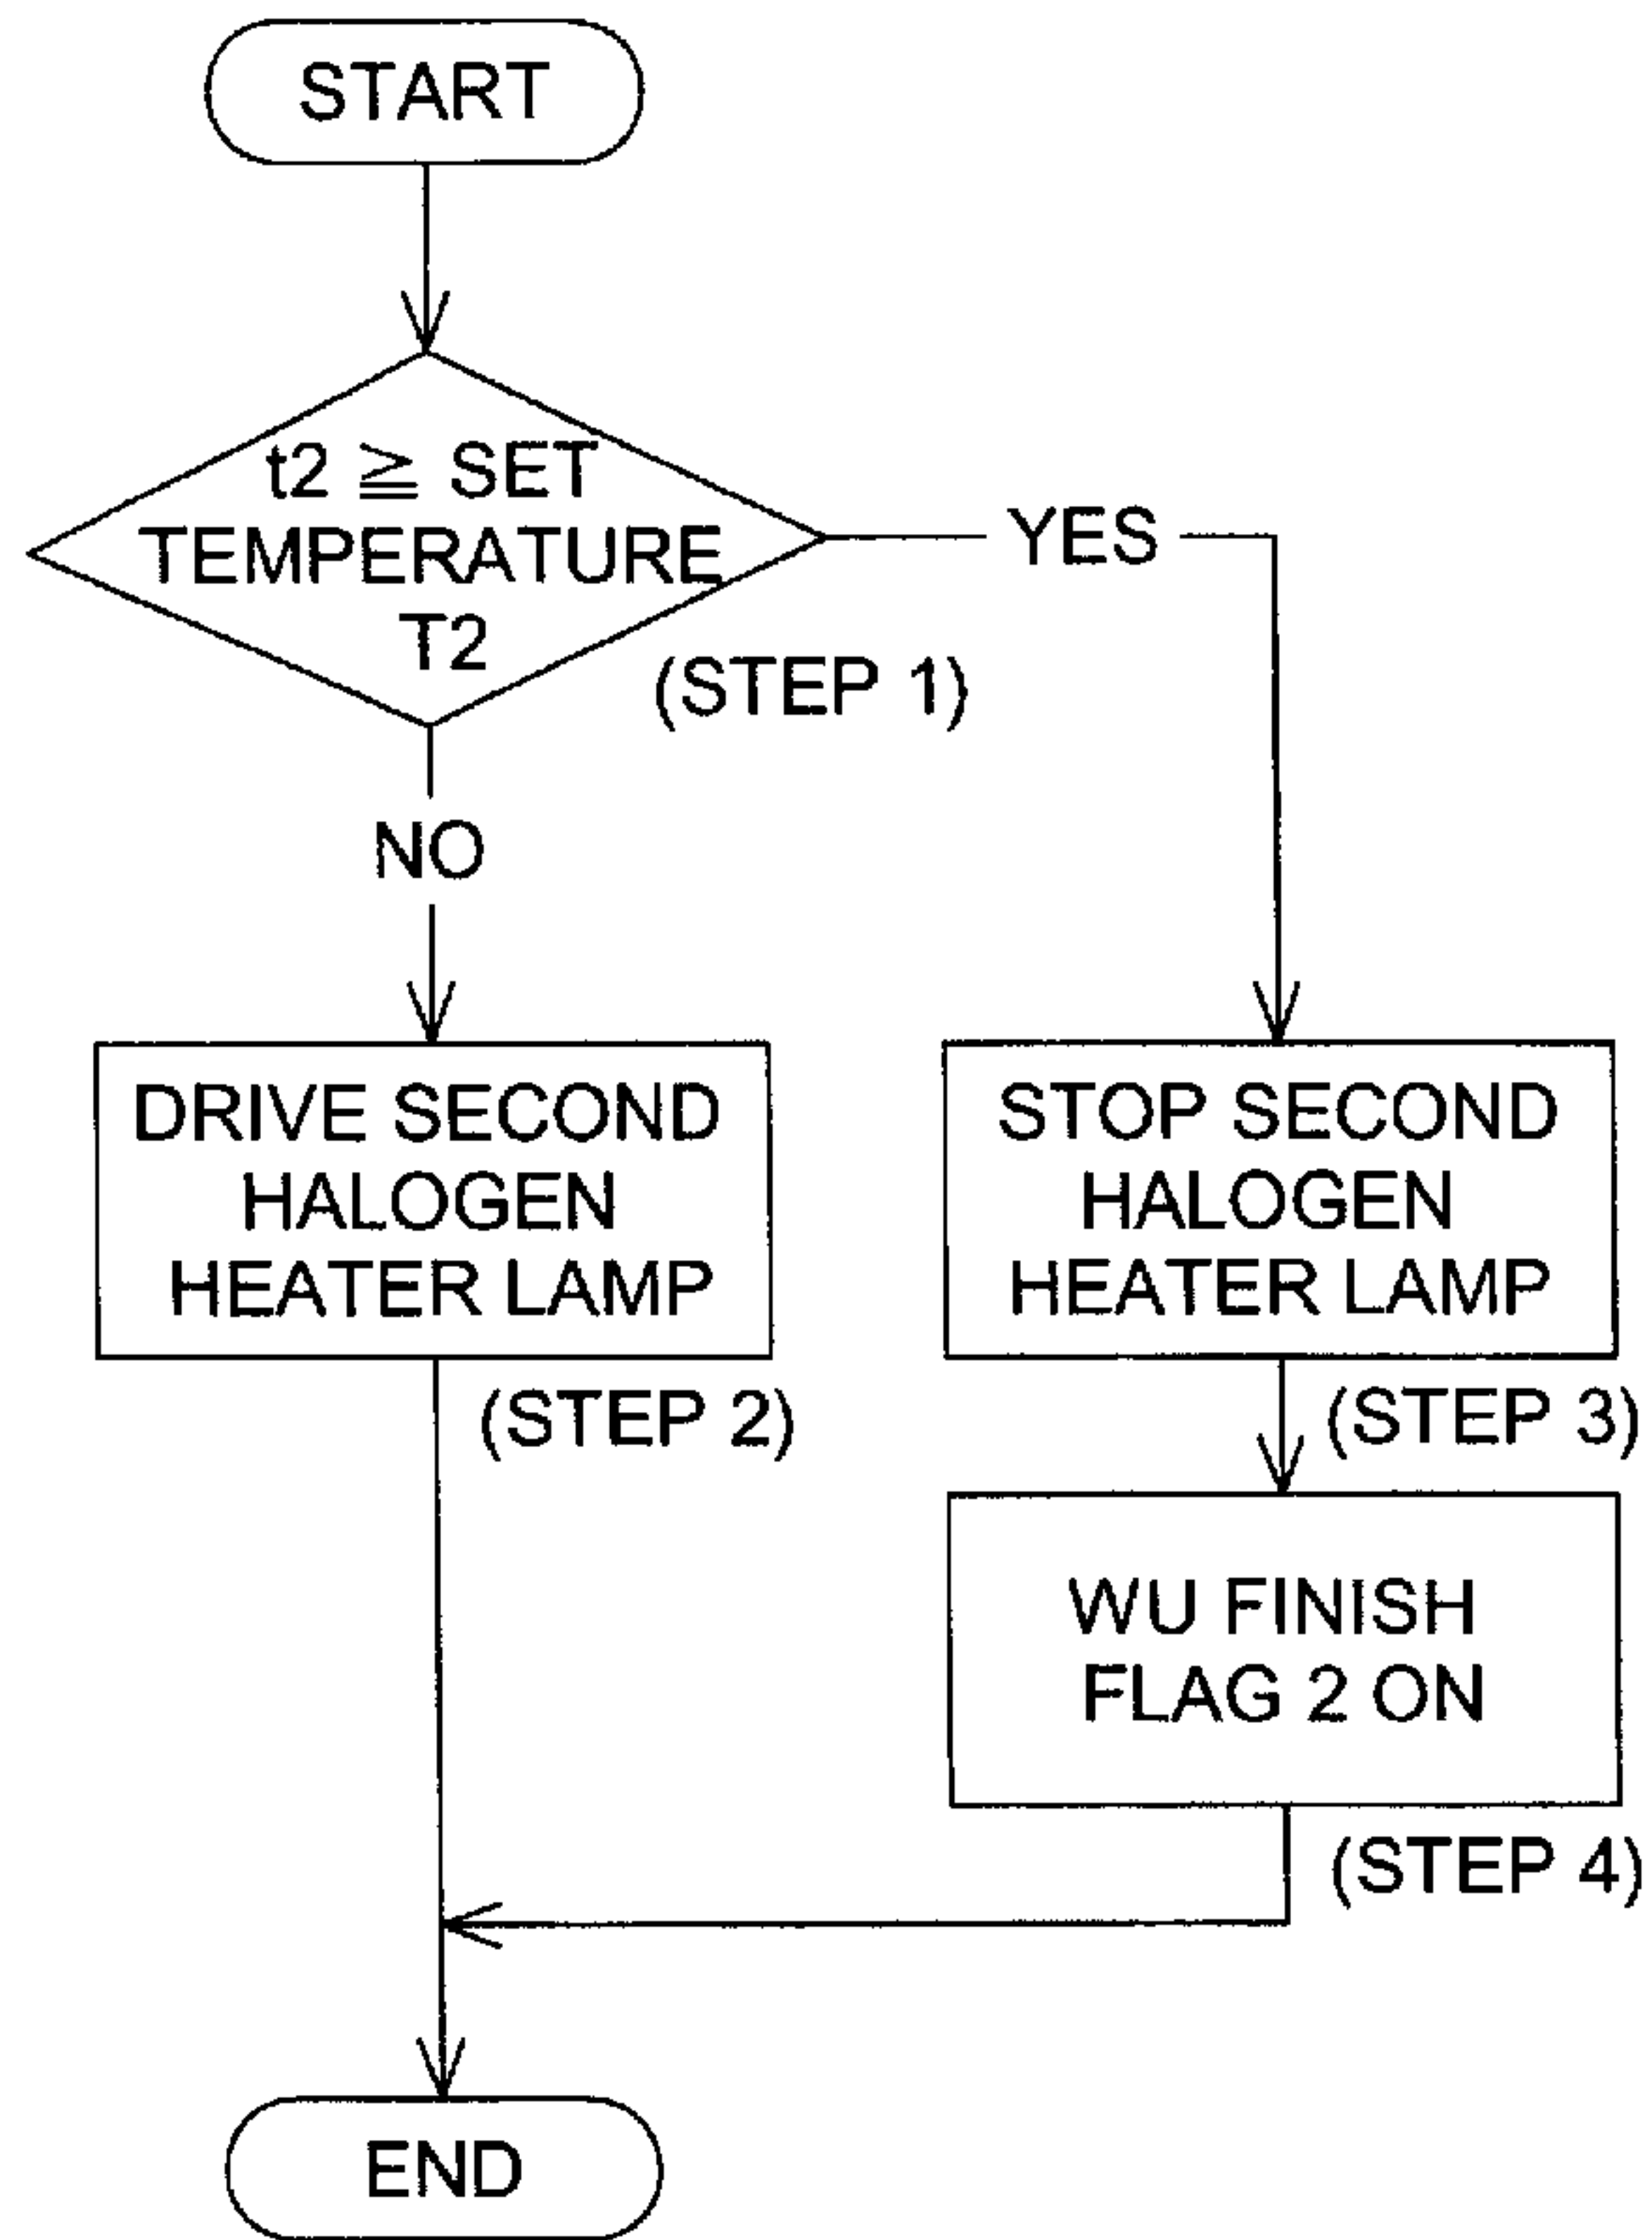 START
t2 ≧ SET
TEMPERATURE
T2
(STEP 1)
YES
NO
DRIVE SECOND
HALOGEN
HEATER LAMP
(STEP 2)
STOP SECOND
HALOGEN
HEATER LAMP
(STEP 3)
WU FINISH
FLAG 2 ON
(STEP 4)
END